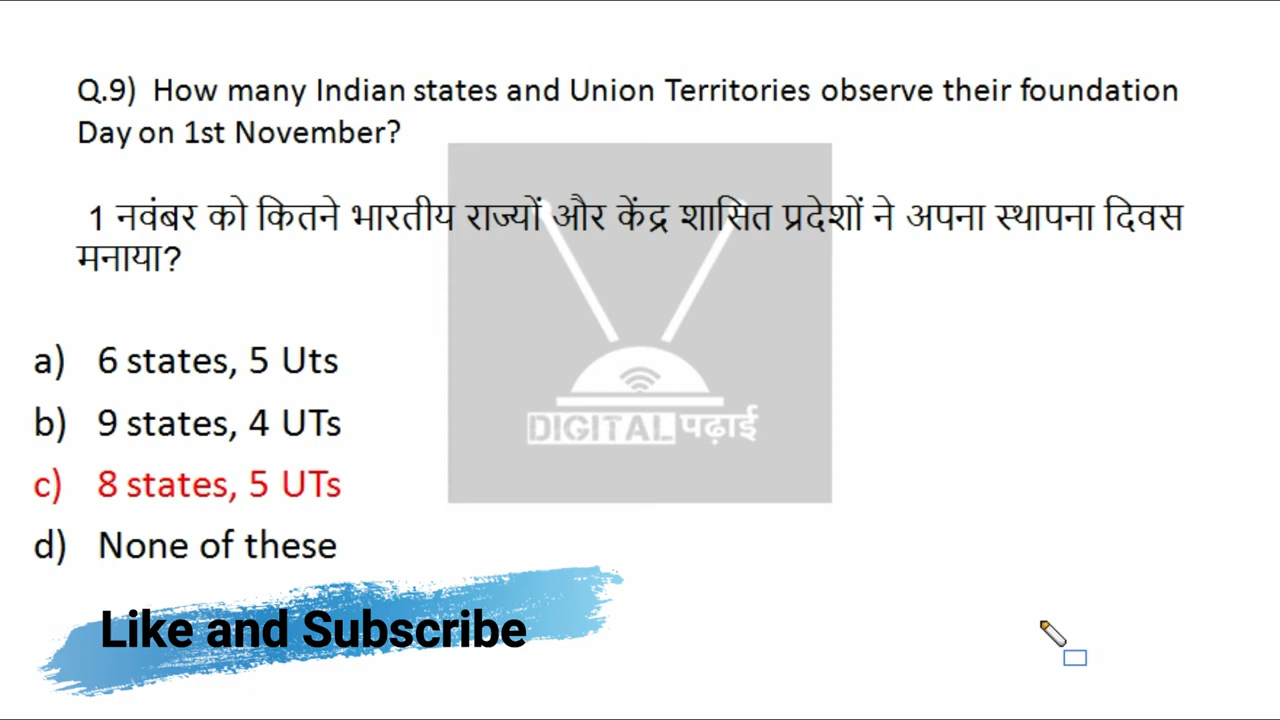 Q.9) How many Indian states and Union Territories observe their foundation
Day on 1st November?
1 नवंबर को कितने भारतीय राज्यों और केंद्र शासित प्रदेशों ने अपना स्थापना दिवस
मनाया?
a) 6 states, 5 Uts
b) 9 states, 4 UTs
c) 8 states, 5 UTs
d) None of these
DIGITAL पढ़ाई
Like and Subscribe